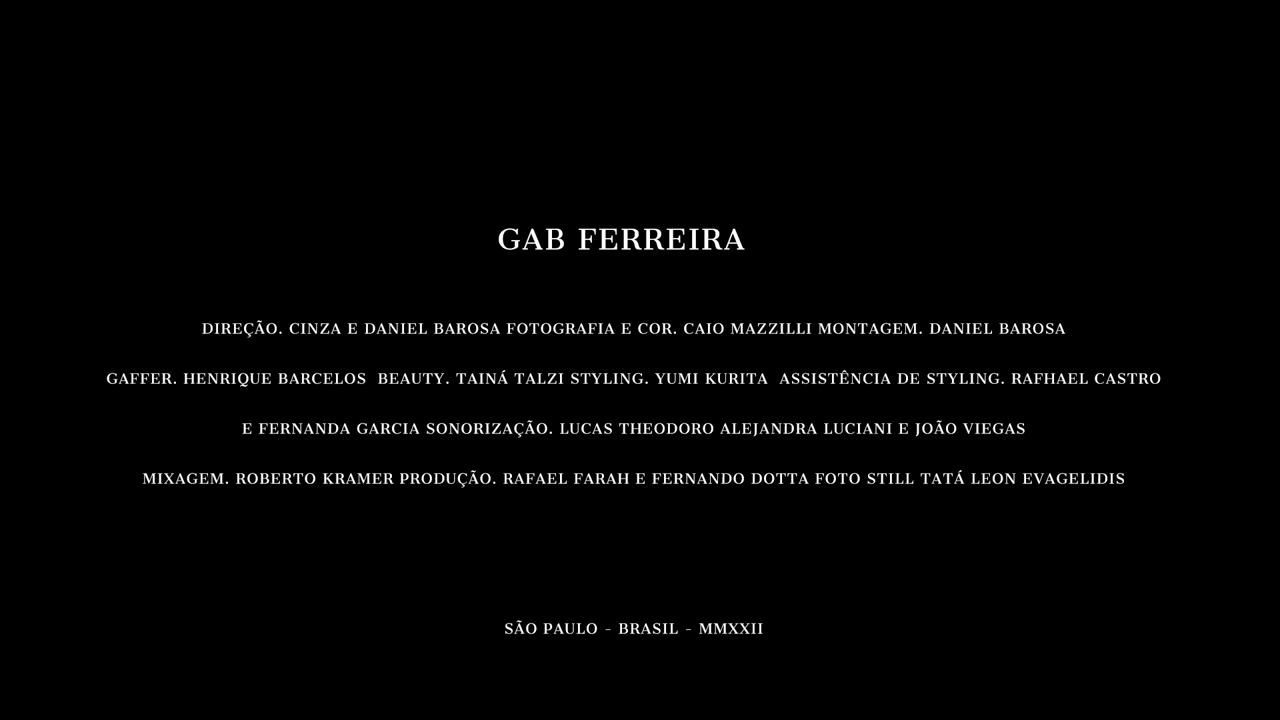 GAB FERREIRA
DIREÇÃO. CINZA E DANIEL BAROSA FOTOGRAFIA E COR. CAIO MAZZILLI MONTAGEM. DANIEL BAROSA
GAFFER. HENRIQUE BARCELOS  BEAUTY. TAINÁ TALZI STYLING. YUMI KURITA  ASSISTÊNCIA DE STYLING. RAFHAEL CASTRO
E FERNANDA GARCIA SONORIZAÇÃO. LUCAS THEODORO ALEJANDRA LUCIANI E JOÃO VIEGAS
MIXAGEM. ROBERTO KRAMER PRODUÇÃO. RAFAEL FARAH E FERNANDO DOTTA FOTO STILL TATÁ LEON EVAGELIDIS
SÃO PAULO - BRASIL - MMXXII